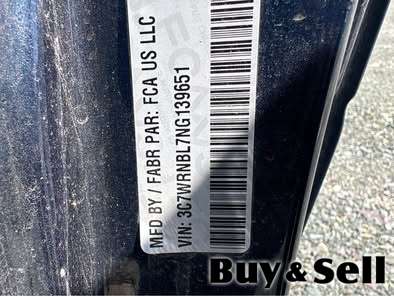 MFD BY / FABR PAR: FCA US LLC
VIN: 3C7WRNBL7NG139651
Buy & Sell